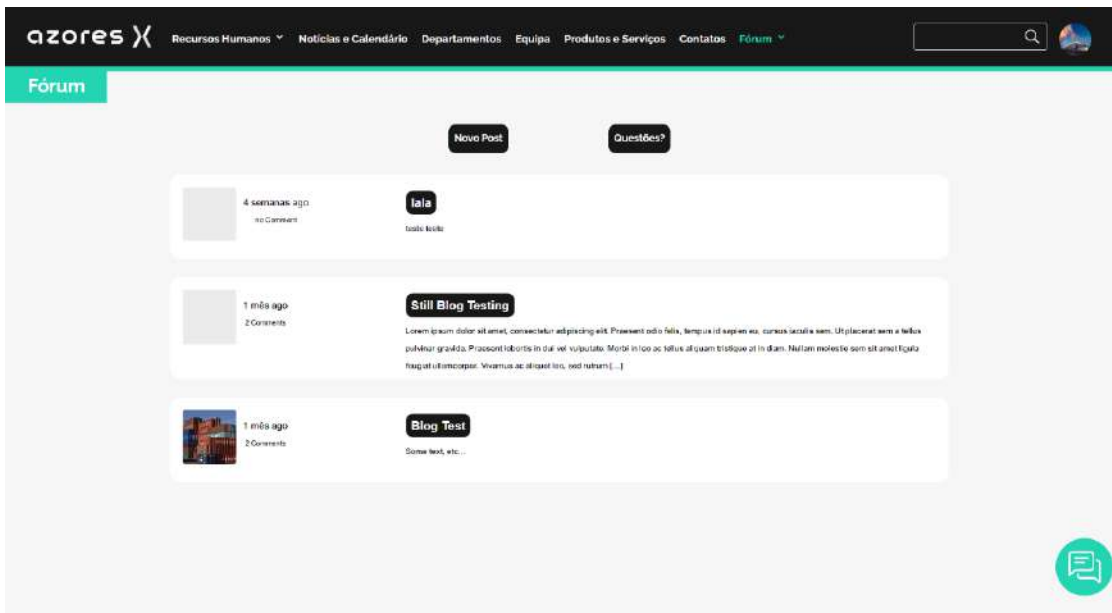 azores X
Recursos Humanos Notícias e Calendário Departamentos Equipa Produtos e Serviços Contatos Fórum
Fórum
Novo Post Questões?
4 semanas ago
no Comment
lala
teste teste
1 mês ago
2 Comments
Still Blog Testing
Lorem ipsum dolor sit amet, consectetur adipiscing elit. Praesent odio felis, tempus id sapien eu, cursus iaculis sem. Ut placerat sem a tellus
pulvinar gravida. Praesent lobortis in dui vel vulputate. Morbi in leo ac tellus aliquam tristique at in diam. Nullam molestie sem sit amet ligula
feugiat ullamcorper. Vivamus ac aliquet leo, sed rutrum [...]
1 mês ago
2 Comments
Blog Test
Some text, etc...